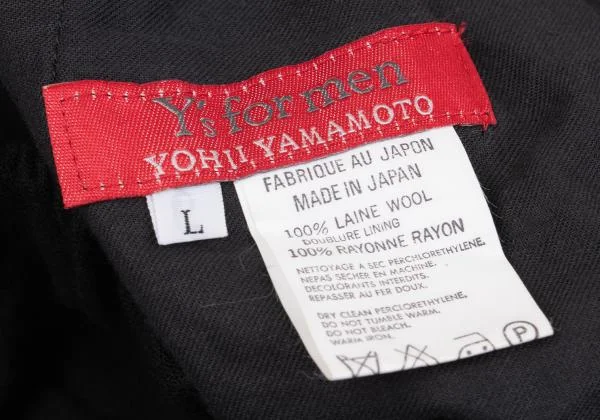 Y's for men
YOHJI YAMAMOTO
L
FABRIQUE AU JAPON
MADE IN JAPAN
100% LAINE WOOL
DOUBLURE LINING
100% RAYONNE RAYON
NETTOYAGE A SEC PERCHLORETHYLENE.
NEPAS SECHER EN MACHINE.
DECOLORANTS INTERDITS.
REPASSER AU FER DOUX.
DRY CLEAN PERCLORETHYLENE,
DO NOT TUMBLE WARM.
DO NOT BLEACH.
WARM IRON.
P